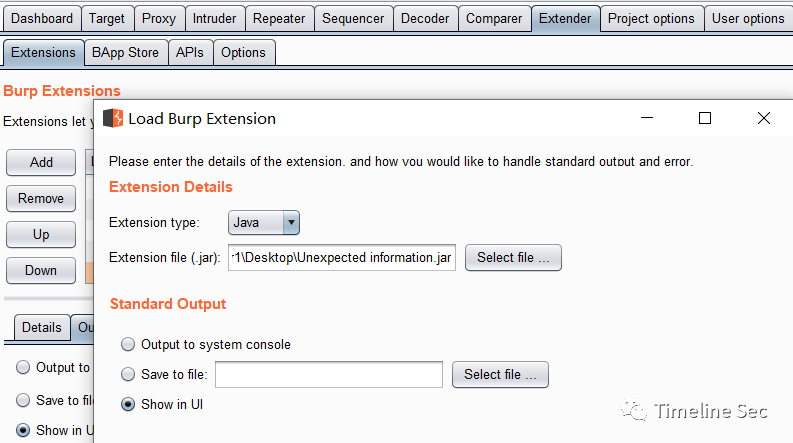 Dashboard Target Proxy Intruder Repeater Sequencer Decoder Comparer Extender Project options User options
Extensions BApp Store APIs Options
Burp Extensions
Load Burp Extension
Extensions let
Please enter the details of the extension, and how you would like to handle standard output and error.
Add
Extension Details
Remove
Extension type: Java
Up
Extension file (.jar): r1\Desktop\Unexpected information.jar Select file ...
Down
Standard Output
Details Ou
Output to system console
Output to
Save to file: Select file ...
Save to fil
Show in UI
Show in U
Timeline Sec